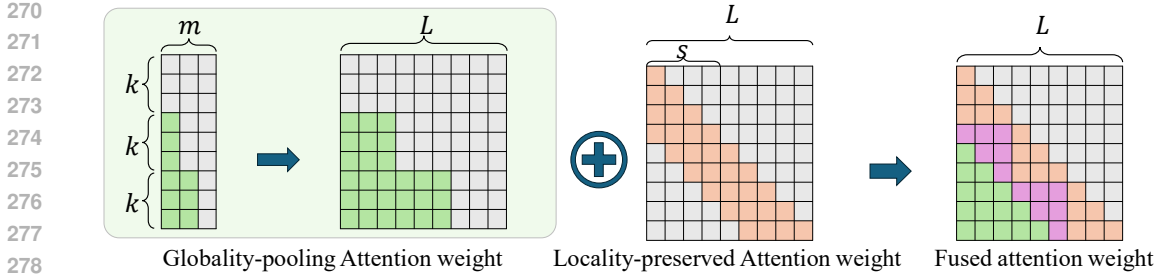 270
271
272
273
274
275
276
277
278
m
L
k
k
k
L
s
L
Globality-pooling Attention weight
Locality-preserved Attention weight
Fused attention weight